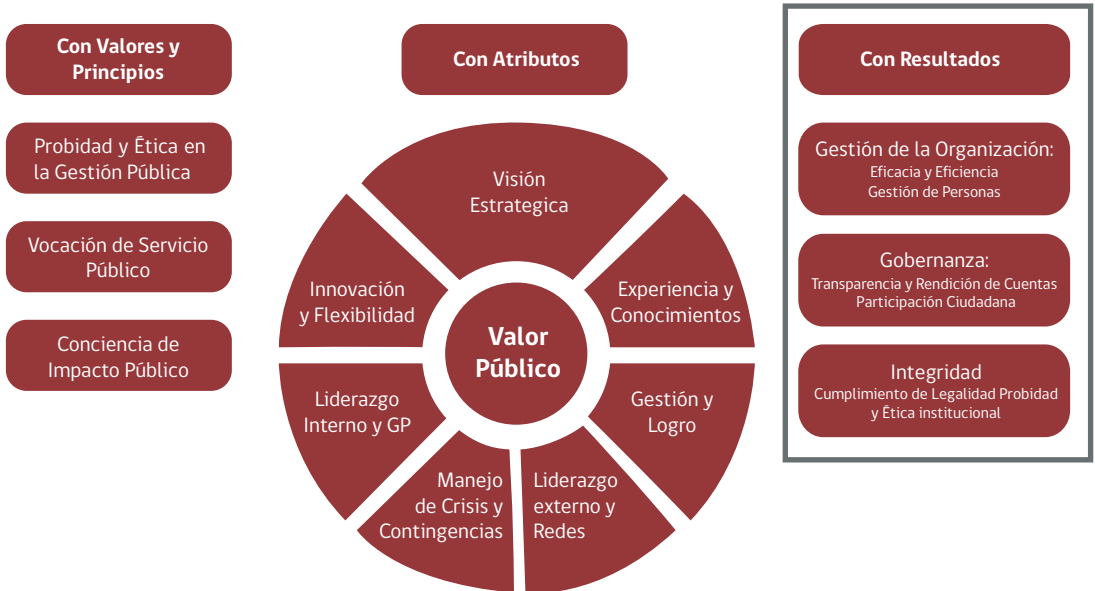 Con Valores y
Principios
Probidad y Ētica en
la Gestión Pública
Vocación de Servicio
Público
Conciencia de
Impacto Público
Con Atributos
Visión
Estrategica
Experiencia y
Conocimientos
Gestión y
Logro
Liderazgo
externo y
Redes
Manejo
de Crisis y
Contingencias
Liderazgo
Interno y GP
Innovación
y Flexibilidad
Valor
Público
Con Resultados
Gestión de la Organización:
Eficacia y Eficiencia
Gestión de Personas
Gobernanza:
Transparencia y Rendición de Cuentas
Participación Ciudadana
Integridad
Cumplimiento de Legalidad Probidad
y Ētica institucional